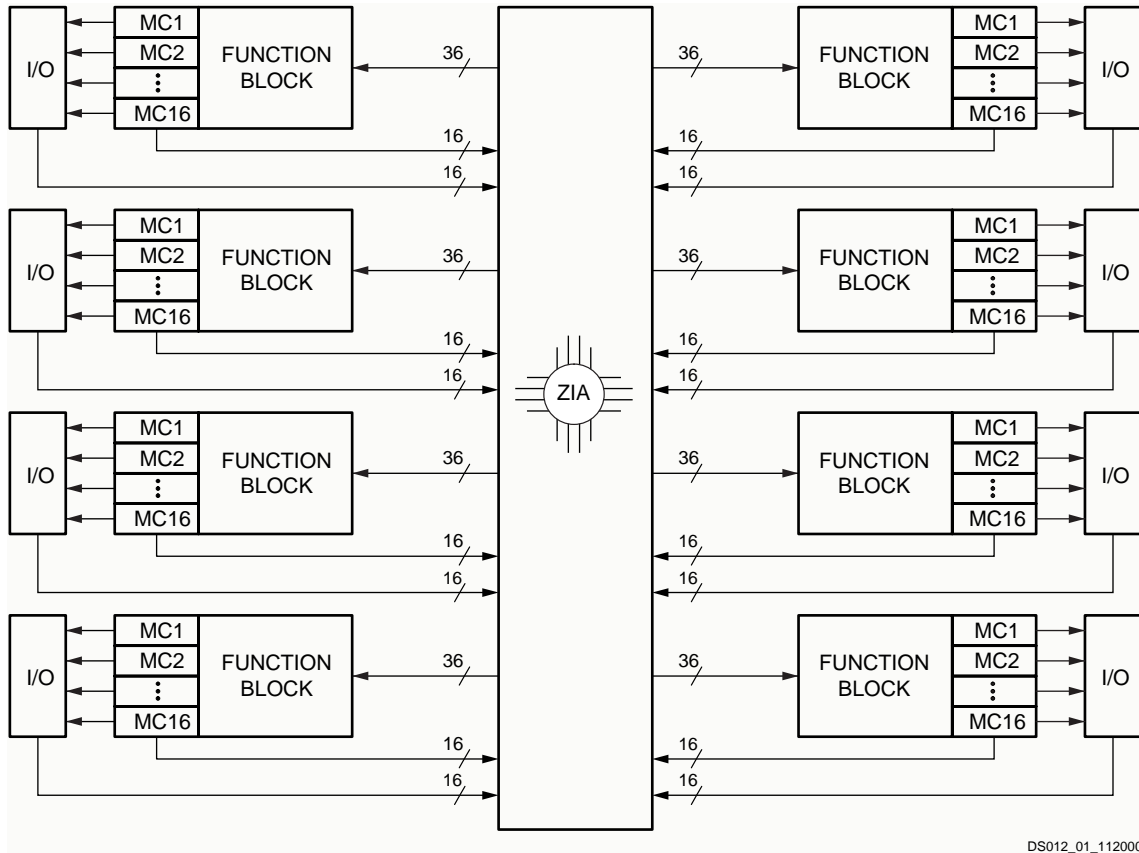 MC1 MC1
I/O MC2 FUNCTION BLOCK 36 36 FUNCTION BLOCK MC2 I/O
MC16 MC16
16 16
16 16
MC1 MC1
I/O MC2 FUNCTION BLOCK 36 36 FUNCTION BLOCK MC2 I/O
MC16 MC16
16 16
16 16
ZIA
MC1 MC1
I/O MC2 FUNCTION BLOCK 36 36 FUNCTION BLOCK MC2 I/O
MC16 MC16
16 16
16 16
MC1 MC1
I/O MC2 FUNCTION BLOCK 36 36 FUNCTION BLOCK MC2 I/O
MC16 MC16
16 16
16 16
DS012_01_112000